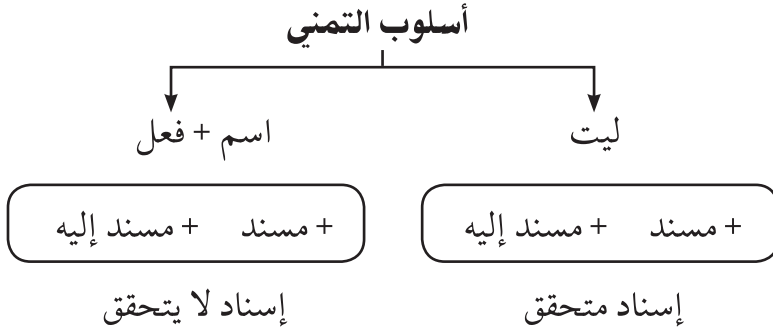 أسلوب التمني
ليت
اسم + فعل
+ مسند + مسند إليه
+ مسند + مسند إليه
إسناد متحقق
إسناد لا يتحقق